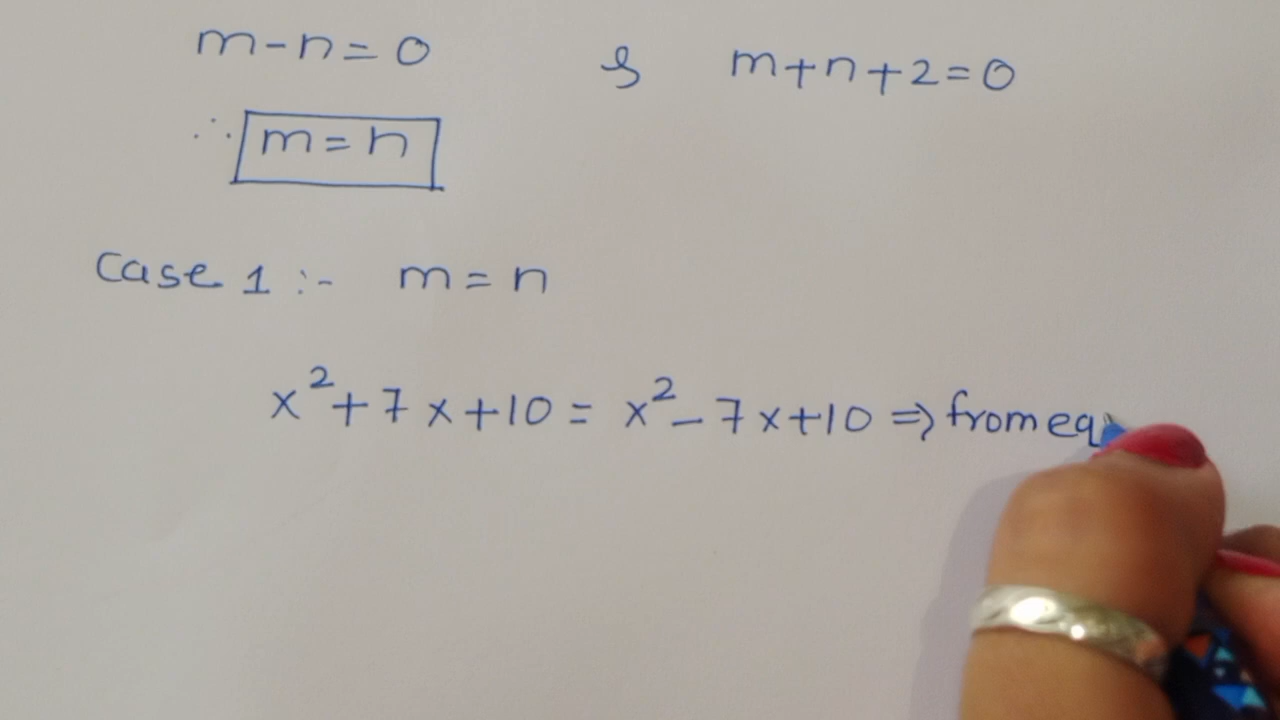 m-n=0 & m+n+2=0
∴ m=n
Case 1 :- m=n
x²+7x+10 = x²-7x+10 ⇒ from eq